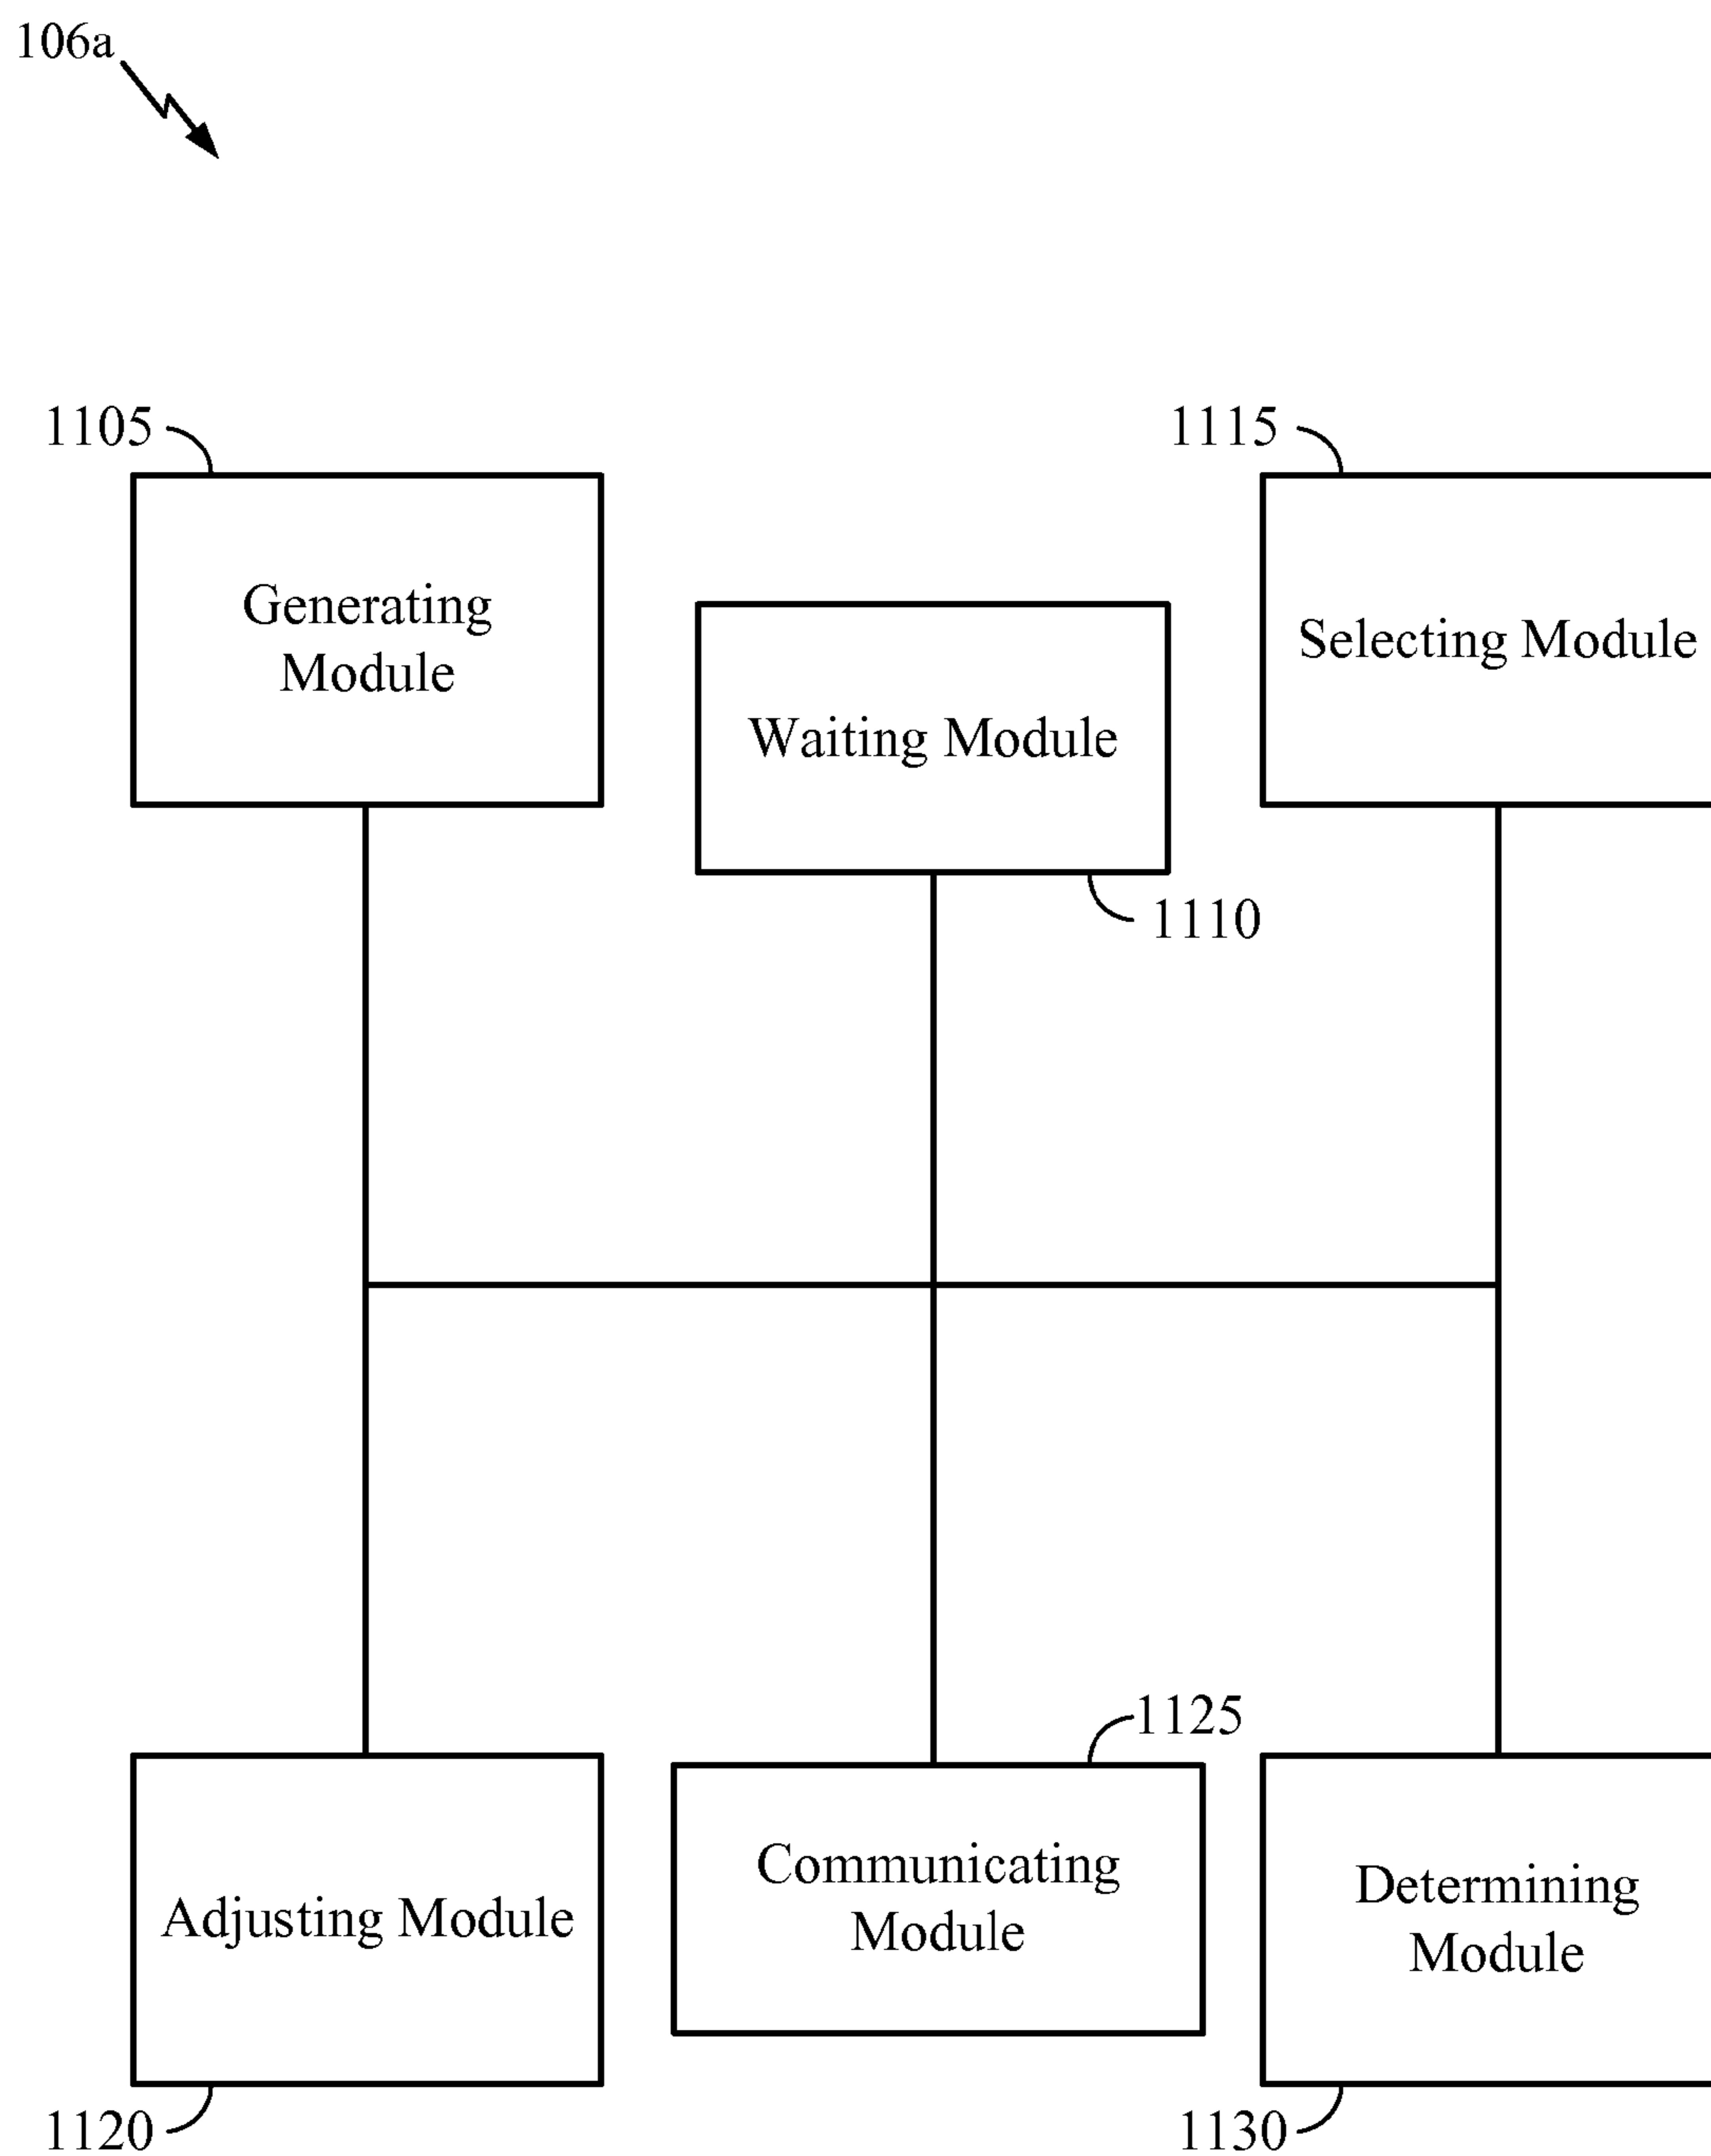 106a
1105
1115
Generating
Module
Selecting Module
Waiting Module
1110
1125
Adjusting Module
Communicating
Module
Determining
Module
1120
1130